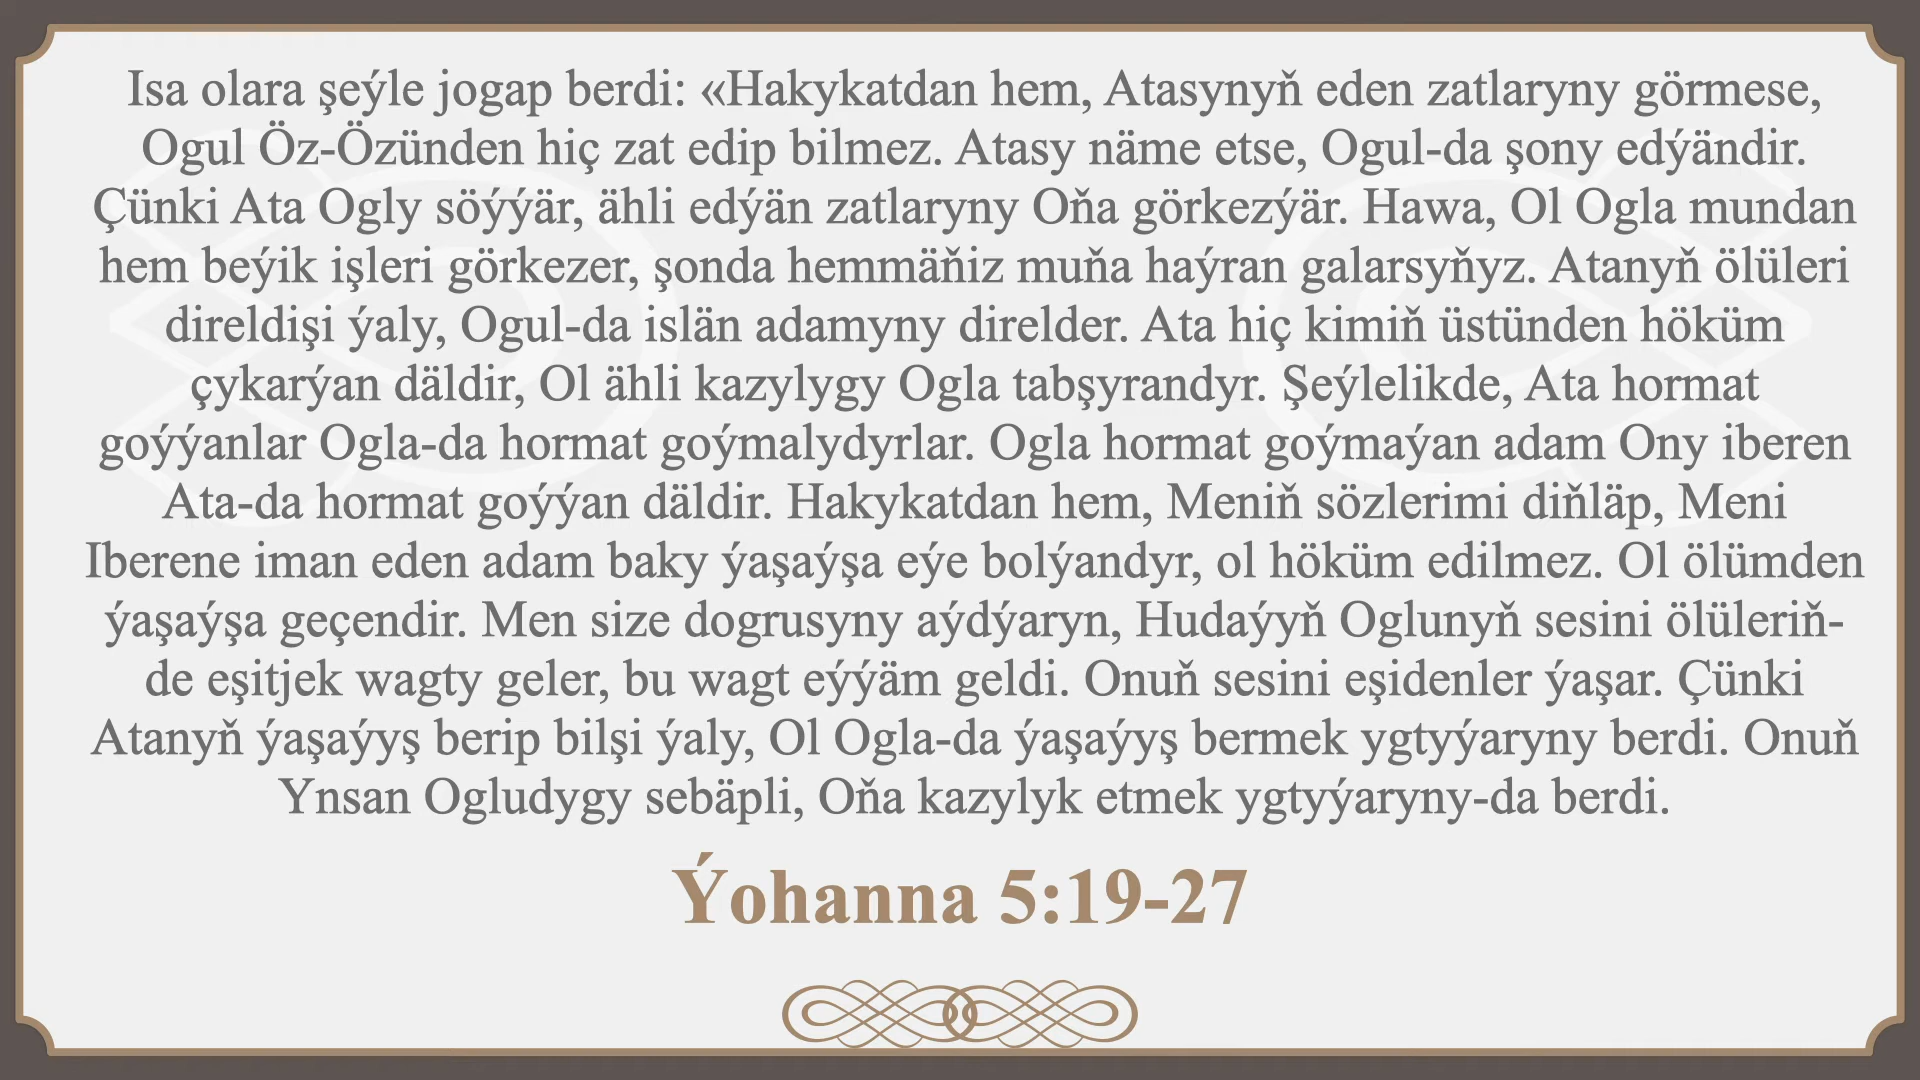 Isa olara şeýle jogap berdi: «Hakykatdan hem, Atasynyň eden zatlaryny görmese,
Ogul Öz-Özünden hiç zat edip bilmez. Atasy näme etse, Ogul-da şony edýändir.
Çünki Ata Ogly söýýär, ähli edýän zatlaryny Oňa görkezýär. Hawa, Ol Ogla mundan
hem beýik işleri görkezer, şonda hemmäňiz muňa haýran galarsyňyz. Atanyň ölüleri
direldişi ýaly, Ogul-da islän adamyny direlder. Ata hiç kimiň üstünden höküm
çykarýan däldir, Ol ähli kazylygy Ogla tabşyrandyr. Şeýlelikde, Ata hormat
goýýanlar Ogla-da hormat goýmalydyrlar. Ogla hormat goýmaýan adam Ony iberen
Ata-da hormat goýýan däldir. Hakykatdan hem, Meniň sözlerimi diňläp, Meni
Iberene iman eden adam baky ýaşaýşa eýe bolýandyr, ol höküm edilmez. Ol ölümden
ýaşaýşa geçendir. Men size dogrusyny aýdýaryn, Hudaýyň Oglunyň sesini ölüleriň-
de eşitjek wagty geler, bu wagt eýýäm geldi. Onuň sesini eşidenler ýaşar. Çünki
Atanyň ýaşaýyş berip bilşi ýaly, Ol Ogla-da ýaşaýyş bermek ygtyýaryny berdi. Onuň
Ynsan Ogludygy sebäpli, Oňa kazylyk etmek ygtyýaryny-da berdi.
Ýohanna 5:19-27